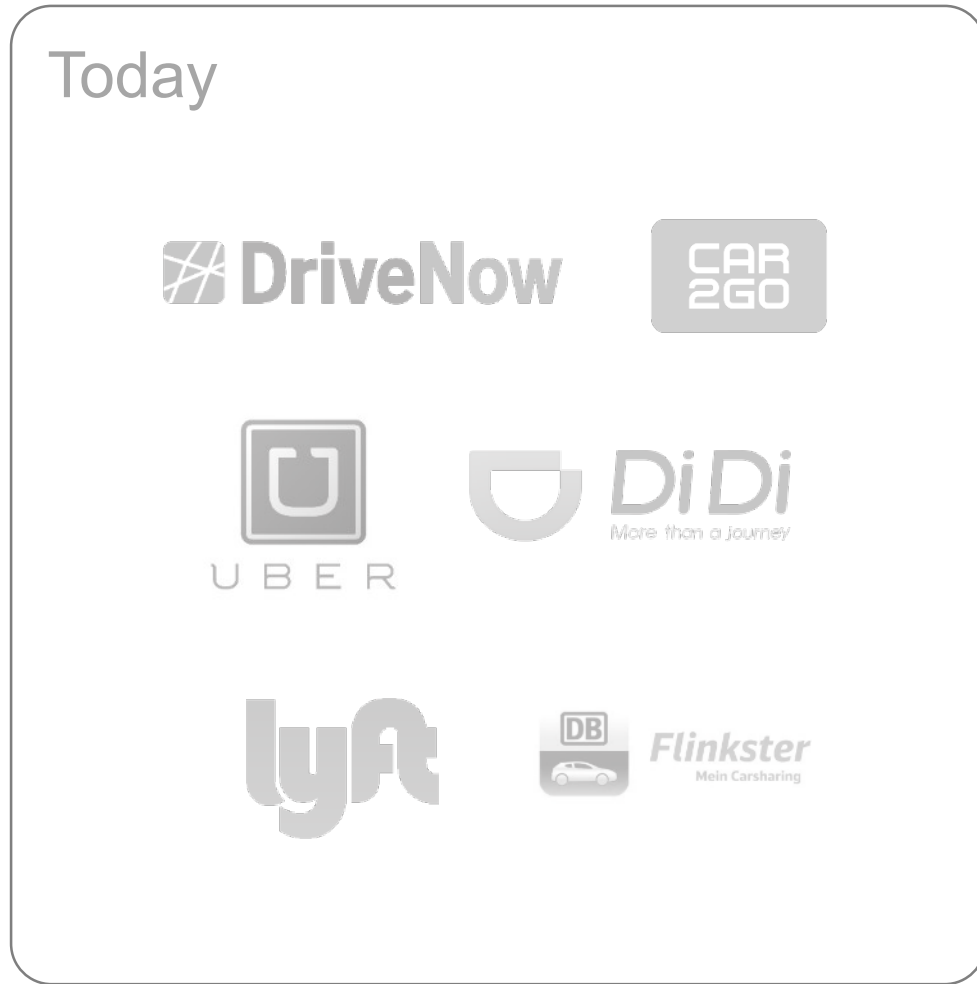 Today
DriveNow
CAR
2GO
UBER
DiDi
More than a journey
lyft
DB
Flinkster
Mein Carsharing